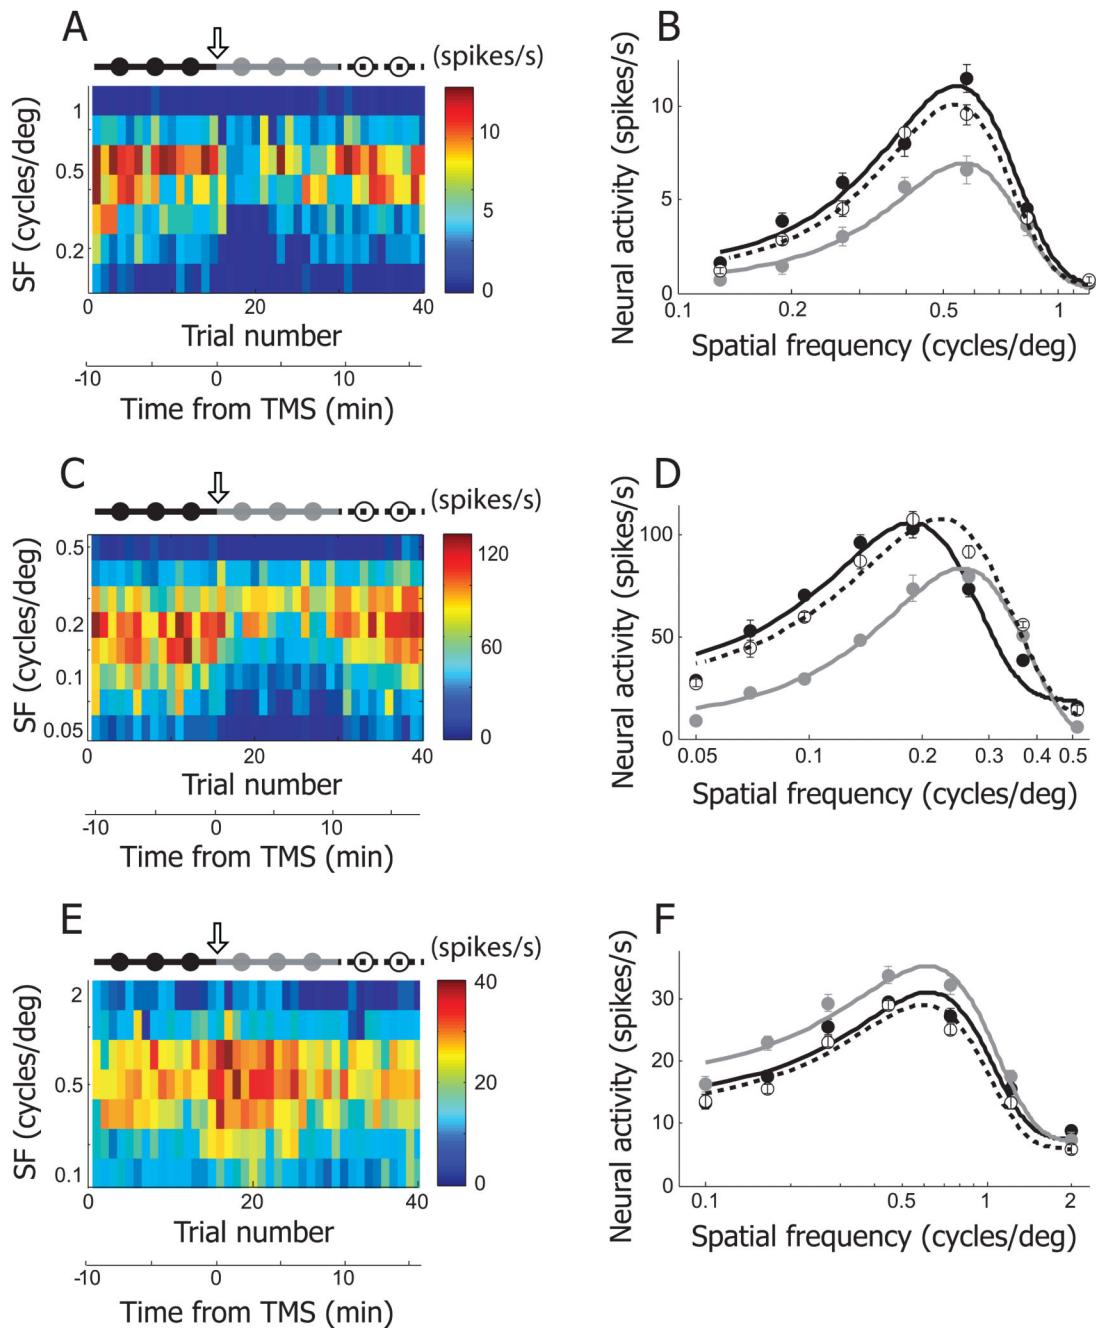 A
(spikes/s)
SF (cycles/deg)
1
0.5
0.2
0 20 40
Trial number
10
5
0
-10 0 10
Time from TMS (min)
B
Neural activity (spikes/s)
10
5
0
0.1 0.2 0.5 1
Spatial frequency (cycles/deg)
C
(spikes/s)
SF (cycles/deg)
0.5
0.2
0.1
0.05
0 20 40
Trial number
120
60
0
-10 0 10
Time from TMS (min)
D
Neural activity (spikes/s)
100
50
0
0.05 0.1 0.2 0.3 0.4 0.5
Spatial frequency (cycles/deg)
E
(spikes/s)
SF (cycles/deg)
2
0.5
0.1
0 20 40
Trial number
40
20
0
-10 0 10
Time from TMS (min)
F
Neural activity (spikes/s)
30
20
10
0
0.1 0.5 1 2
Spatial frequency (cycles/deg)